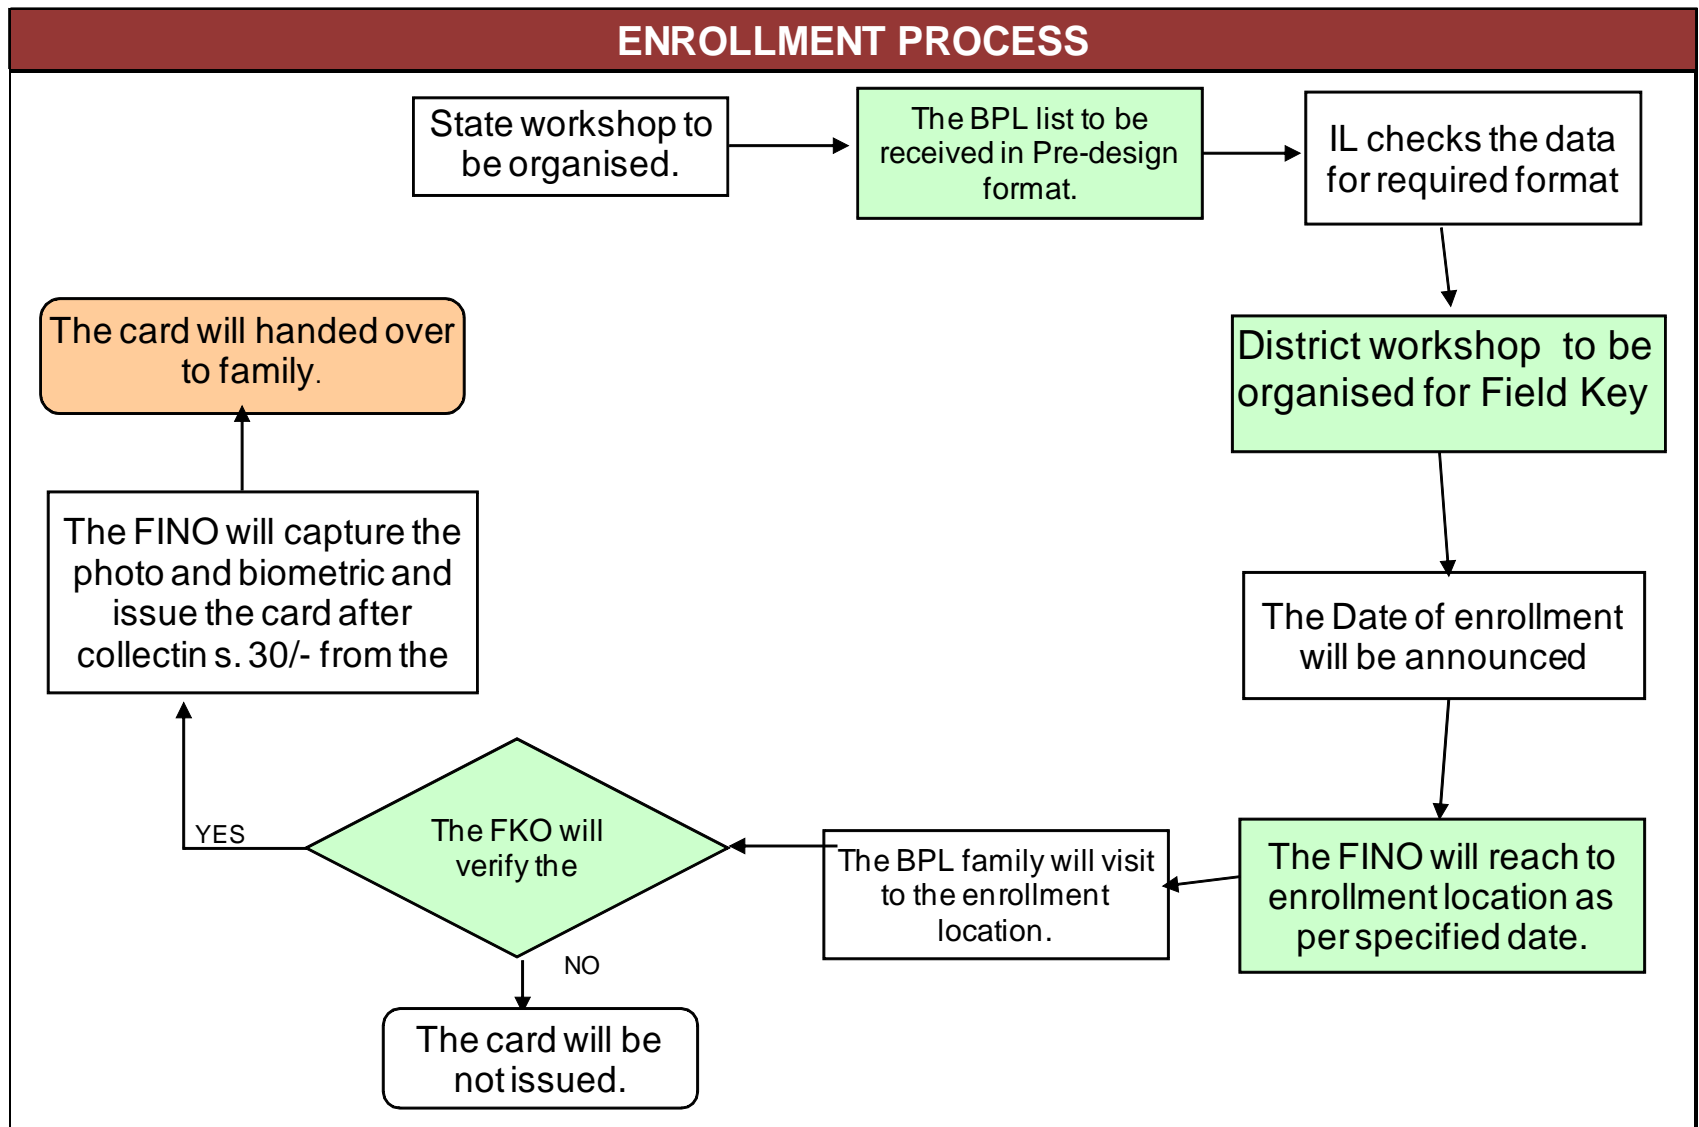 ENROLLMENT PROCESS
State workshop to
be organised.
The BPL list to be
received in Pre-design
format.
IL checks the data
for required format
District workshop to be
organised for Field Key
The Date of enrollment
will be announced
The FINO will reach to
enrollment location as
per specified date.
The BPL family will visit
to the enrollment
location.
The FKO will
verify the
YES
NO
The card will be
not issued.
The FINO will capture the
photo and biometric and
issue the card after
collectin s. 30/- from the
The card will handed over
to family.